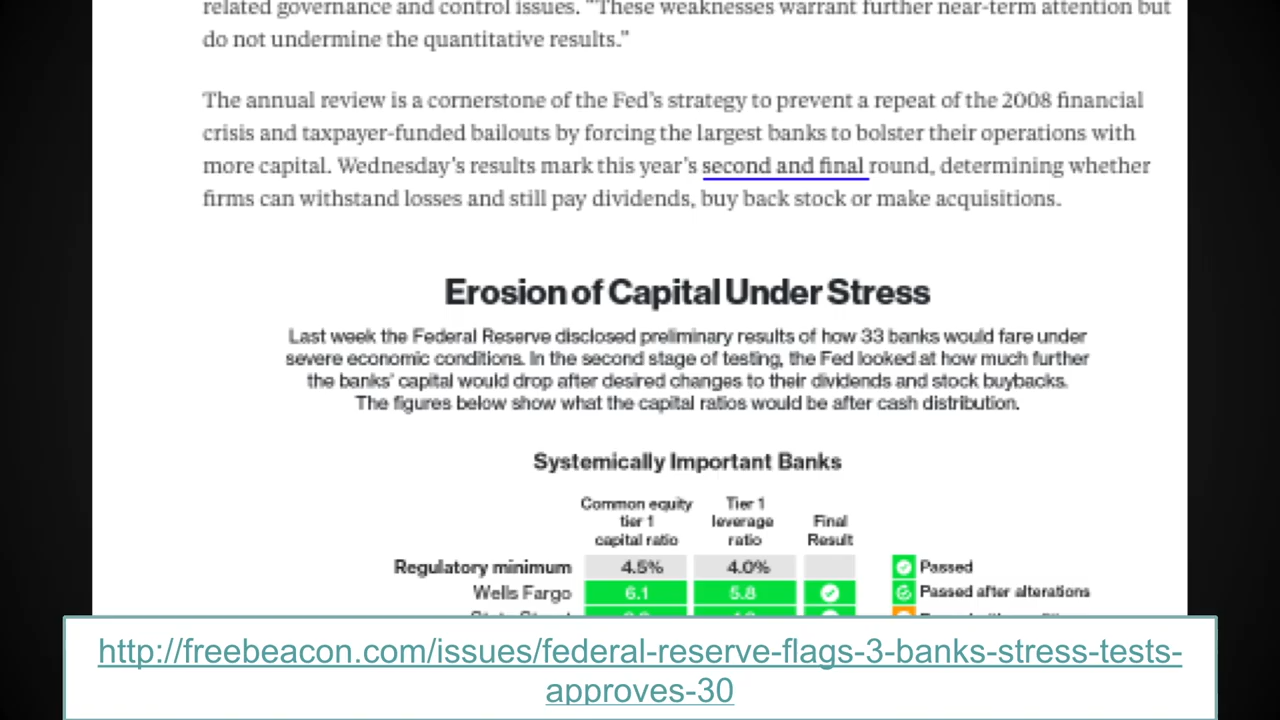 related governance and control issues. “These weaknesses warrant further near-term attention but
do not undermine the quantitative results.”
The annual review is a cornerstone of the Fed’s strategy to prevent a repeat of the 2008 financial
crisis and taxpayer-funded bailouts by forcing the largest banks to bolster their operations with
more capital. Wednesday’s results mark this year’s second and final round, determining whether
firms can withstand losses and still pay dividends, buy back stock or make acquisitions.
Erosion of Capital Under Stress
Last week the Federal Reserve disclosed preliminary results of how 33 banks would fare under
severe economic conditions. In the second stage of testing, the Fed looked at how much further
the banks’ capital would drop after desired changes to their dividends and stock buybacks.
The figures below show what the capital ratios would be after cash distribution.
Systemically Important Banks
Common equity tier 1 capital ratio
Tier 1 leverage ratio
Final Result
Regulatory minimum 4.5% 4.0%
Passed
Wells Fargo 6.1 5.8
Passed after alterations
http://freebeacon.com/issues/federal-reserve-flags-3-banks-stress-tests-
approves-30